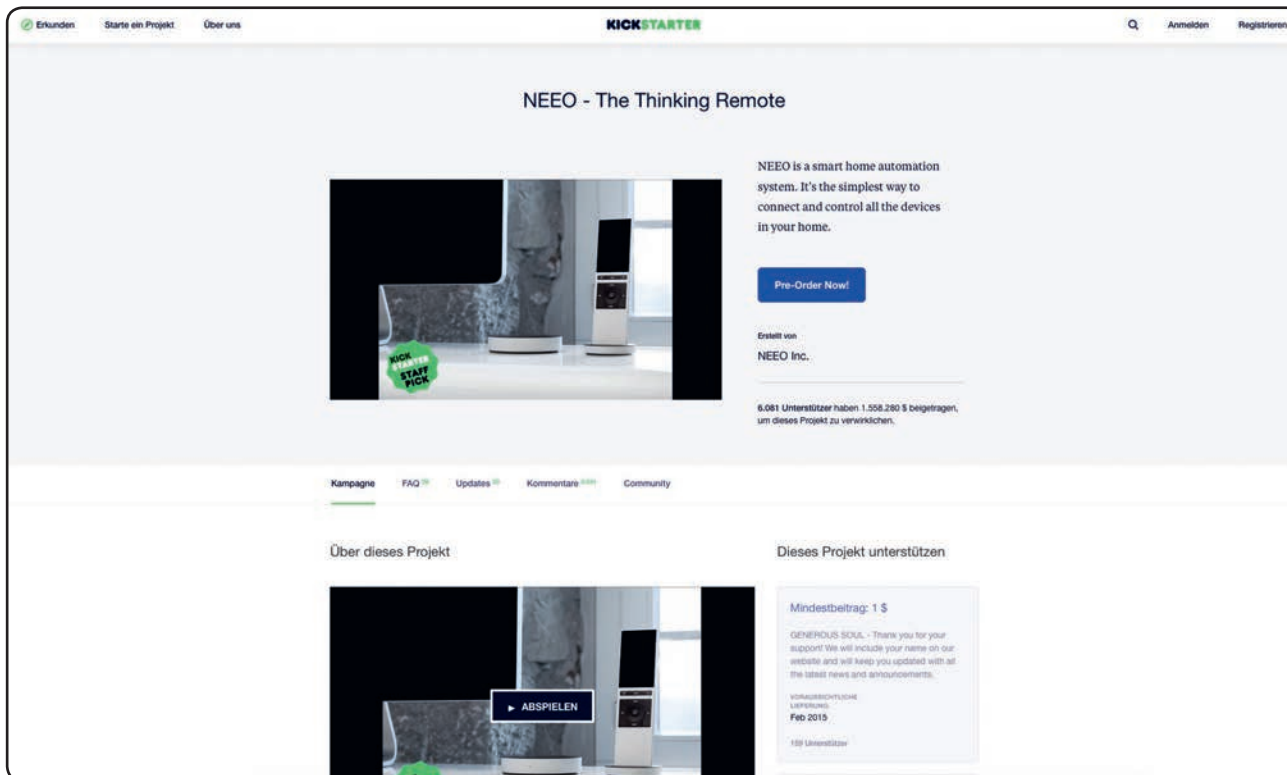 Erkunden Starte ein Projekt Über uns KICKSTARTER Anmelden Registrieren
NEEO - The Thinking Remote
NEEO is a smart home automation
system. It's the simplest way to
connect and control all the devices
in your home.
Pre-Order Now!
Erstellt von
NEEO Inc.
KICK
STARTER
STAFF
PICK
6.081 Unterstützer haben 1.558.280 $ beigetragen,
um dieses Projekt zu verwirklichen.
Kampagne FAQ Updates Kommentare Community
Über dieses Projekt
Dieses Projekt unterstützen
Mindestbeitrag: 1 $
GENEROUS SOUL - Thank you for your
support! We will include your name on our
website and will keep you updated with all
the latest news and announcements.
VORAUSSICHTLICHE
LIEFERUNG
Feb 2015
159 Unterstützer
ABSPIELEN